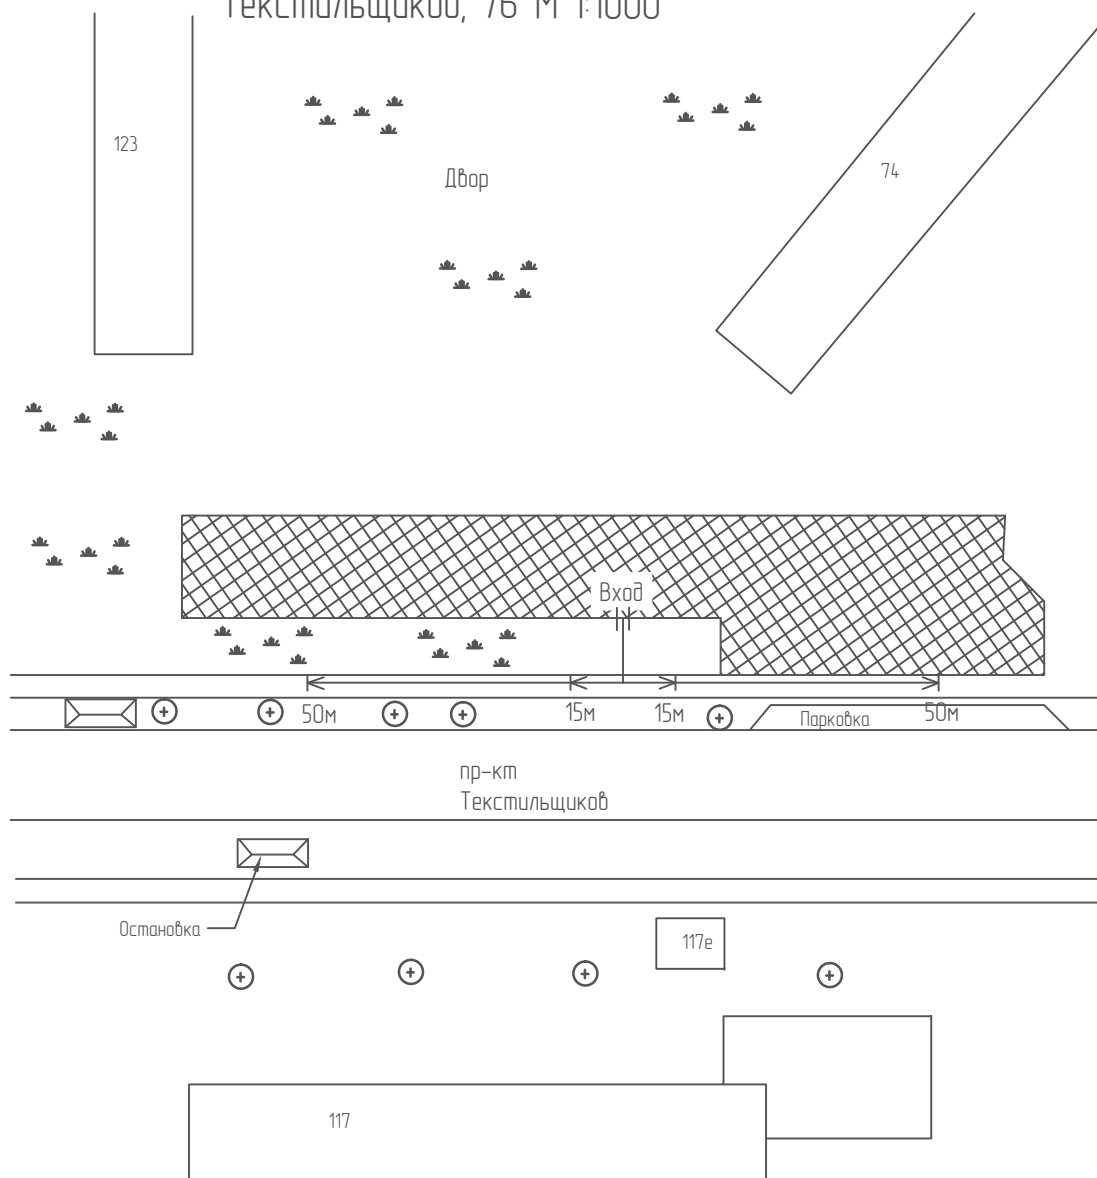 Текстильщиков, 76 М 1:1000
123
74
Двор
Вход
50м
15м
15м
50м
Парковка
пр-кт
Текстильщиков
Остановка
117е
117